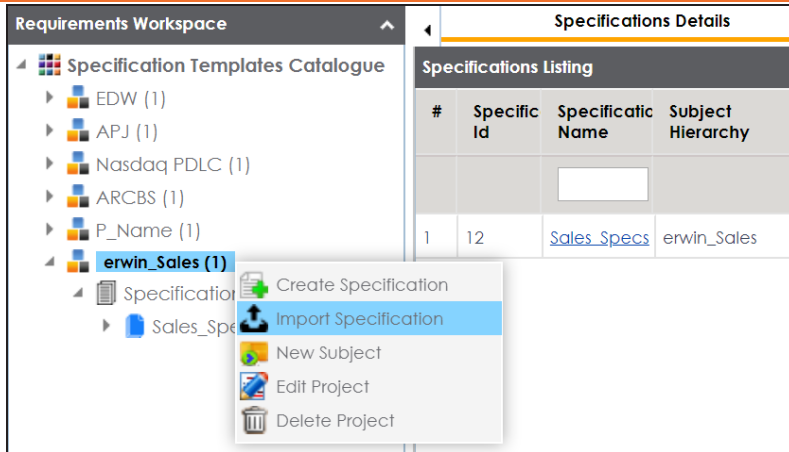 Requirements Workspace
Specifications Details
Specification Templates Catalogue
Specifications Listing
EDW (1)
# Specific Id Specificatio Name Subject Hierarchy
APJ (1)
Nasdaq PDLC (1)
ARCBS (1)
P_Name (1)
1 12 Sales_Specs erwin_Sales
erwin_Sales (1)
Specification
Sales_Spe
Create Specification
Import Specification
New Subject
Edit Project
Delete Project